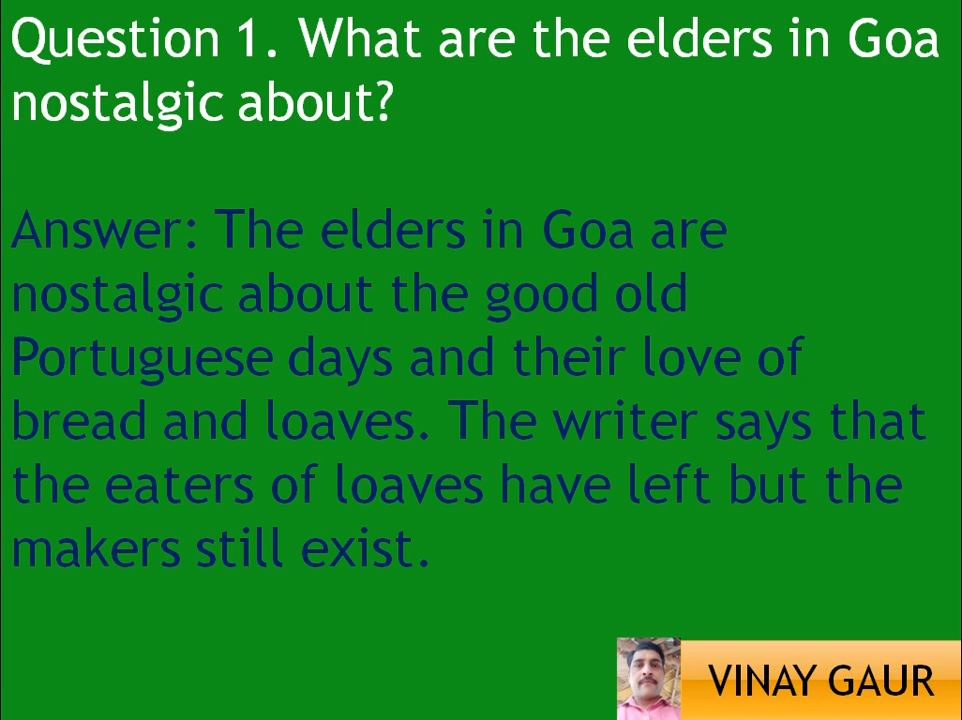 Question 1. What are the elders in Goa
nostalgic about?
Answer: The elders in Goa are
nostalgic about the good old
Portuguese days and their love of
bread and loaves. The writer says that
the eaters of loaves have left but the
makers still exist.
VINAY GAUR